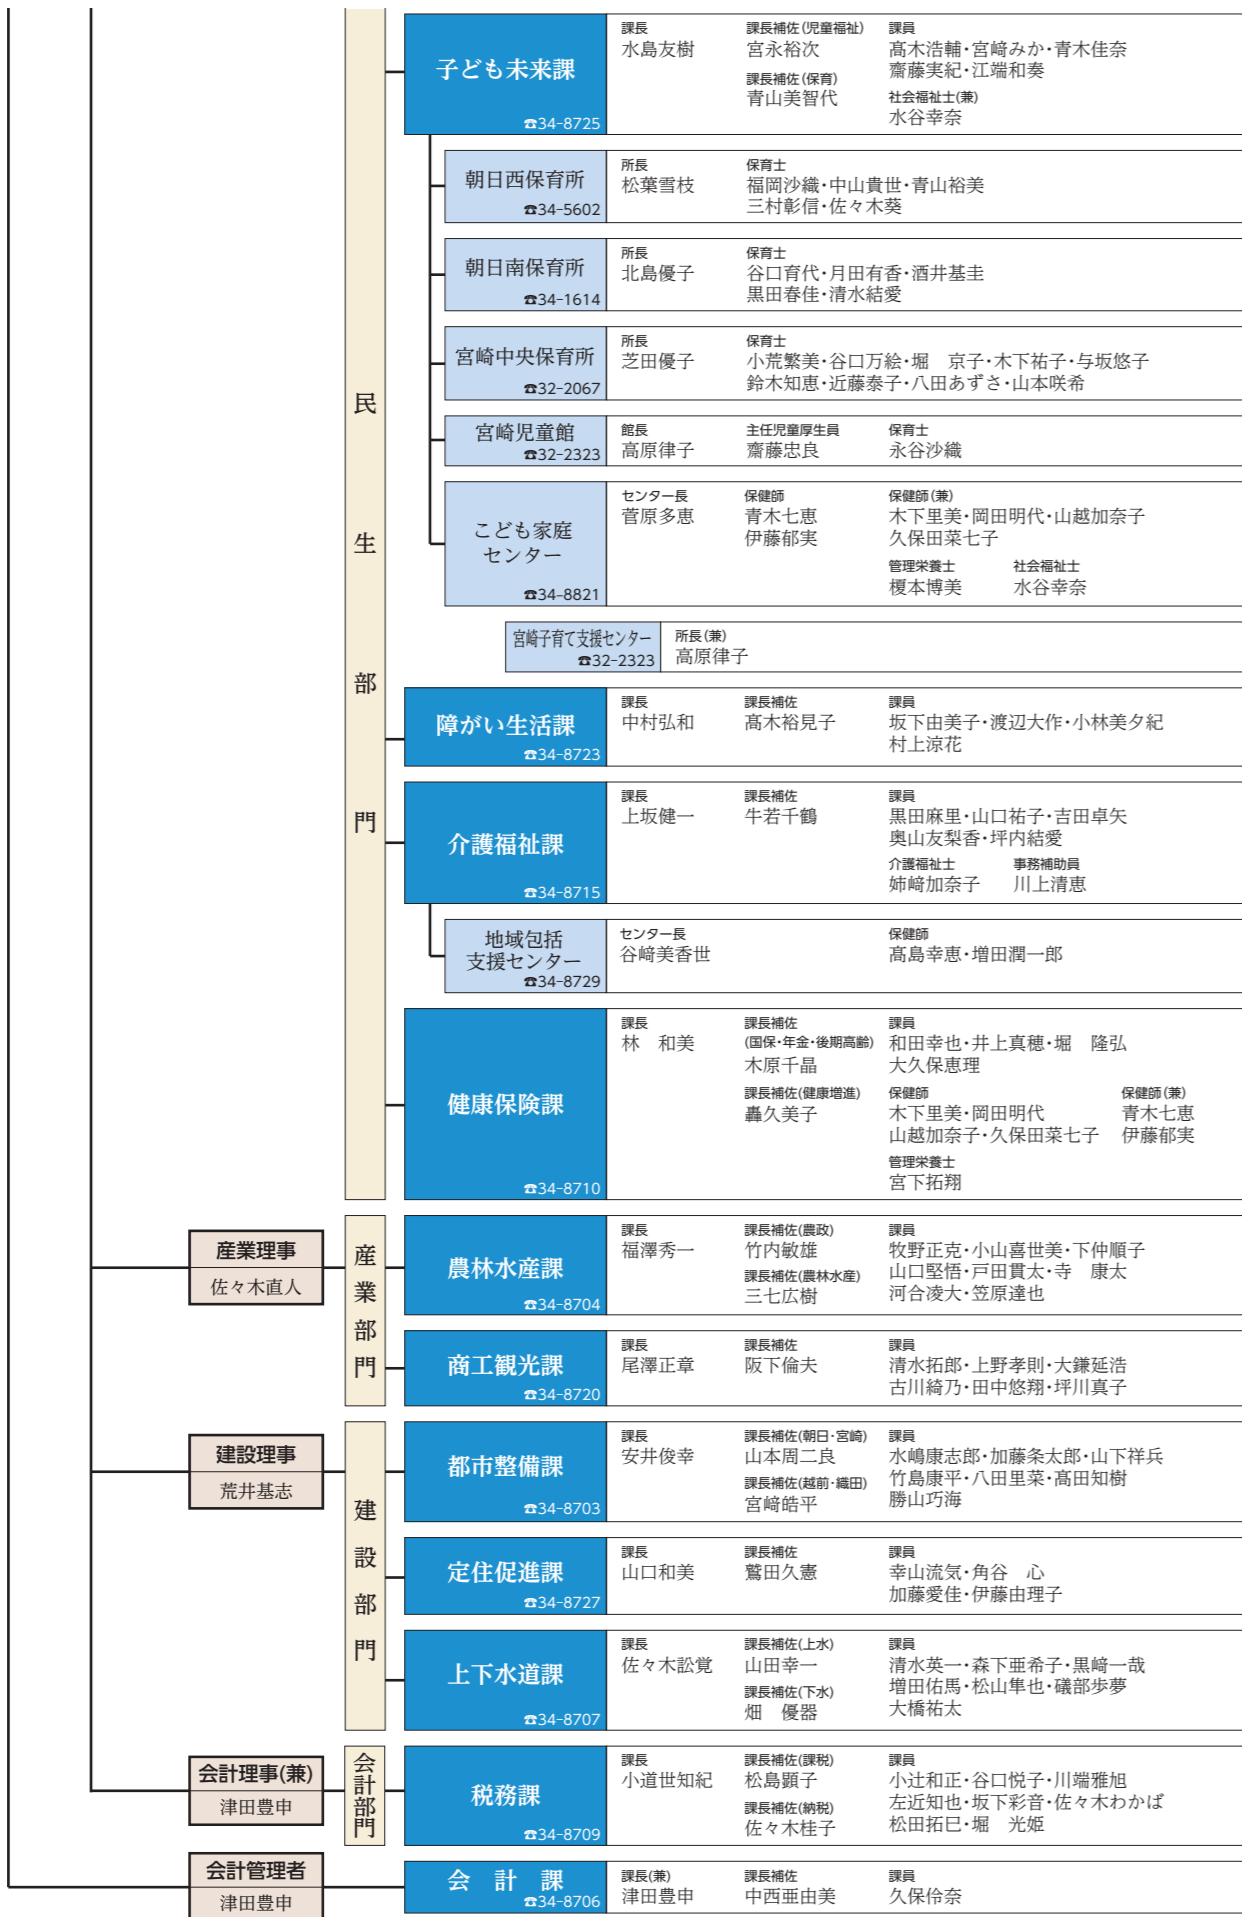 民生部門
子ども未来課
☎34-8725
課長
水島友樹
課長補佐(児童福祉)
宮永裕次
課長補佐(保育)
青山美智代
課員
髙木浩輔・宮﨑みか・青木佳奈
齋藤実紀・江端和奏
社会福祉士(兼)
水谷幸奈
朝日西保育所
☎34-5602
所長
松葉雪枝
保育士
福岡沙織・中山貴世・青山裕美
三村彰信・佐々木葵
朝日南保育所
☎34-1614
所長
北島優子
保育士
谷口育代・月田有香・酒井基圭
黒田春佳・清水結愛
宮崎中央保育所
☎32-2067
所長
芝田優子
保育士
小荒繁美・谷口万絵・堀　京子・木下祐子・与坂悠子
鈴木知恵・近藤泰子・八田あずさ・山本咲希
宮崎児童館
☎32-2323
館長
高原律子
主任児童厚生員
齋藤忠良
保育士
永谷沙織
こども家庭
センター
☎34-8821
センター長
菅原多恵
保健師
青木七恵
伊藤郁実
保健師(兼)
木下里美・岡田明代・山越加奈子
久保田菜七子
管理栄養士
榎本博美
社会福祉士
水谷幸奈
宮崎子育て支援センター
☎32-2323
所長(兼)
高原律子
障がい生活課
☎34-8723
課長
中村弘和
課長補佐
髙木裕見子
課員
坂下由美子・渡辺大作・小林美夕紀
村上涼花
介護福祉課
☎34-8715
課長
上坂健一
課長補佐
牛若千鶴
課員
黒田麻里・山口祐子・吉田卓矢
奥山友梨香・坪内結愛
介護福祉士
姉﨑加奈子
事務補助員
川上清恵
地域包括
支援センター
☎34-8729
センター長
谷﨑美香世
保健師
髙島幸恵・増田潤一郎
健康保険課
☎34-8710
課長
林　和美
課長補佐
(国保・年金・後期高齢)
木原千晶
課長補佐(健康増進)
轟久美子
課員
和田幸也・井上真穂・堀　隆弘
大久保恵理
保健師
木下里美・岡田明代
山越加奈子・久保田菜七子
保健師(兼)
青木七恵
伊藤郁実
管理栄養士
宮下拓翔
産業理事
佐々木直人
産業部門
農林水産課
☎34-8704
課長
福澤秀一
課長補佐(農政)
竹内敏雄
課長補佐(農林水産)
三七広樹
課員
牧野正克・小山喜世美・下仲順子
山口堅悟・戸田貫太・寺　康太
河合凌大・笠原達也
商工観光課
☎34-8720
課長
尾澤正章
課長補佐
阪下倫夫
課員
清水拓郎・上野孝則・大鎌延浩
古川綺乃・田中悠翔・坪川真子
建設理事
荒井基志
建設部門
都市整備課
☎34-8703
課長
安井俊幸
課長補佐(朝日・宮崎)
山本周二良
課長補佐(越前・織田)
宮﨑皓平
課員
水嶋康志郎・加藤条太郎・山下祥兵
竹島康平・八田里菜・髙田知樹
勝山巧海
定住促進課
☎34-8727
課長
山口和美
課長補佐
鷲田久憲
課員
幸山流気・角谷　心
加藤愛佳・伊藤由理子
上下水道課
☎34-8707
課長
佐々木訟覚
課長補佐(上水)
山田幸一
課長補佐(下水)
畑　優器
課員
清水英一・森下亜希子・黒﨑一哉
増田佑馬・松山隼也・礒部歩夢
大橋祐太
会計理事(兼)
津田豊申
会計部門
税務課
☎34-8709
課長
小道世知紀
課長補佐(課税)
松島顕子
課長補佐(納税)
佐々木桂子
課員
小辻和正・谷口悦子・川端雅旭
左近知也・坂下彩音・佐々木わかば
松田拓巳・堀　光姫
会計管理者
津田豊申
会　計　課
☎34-8706
課長(兼)
津田豊申
課長補佐
中西亜由美
課員
久保伶奈